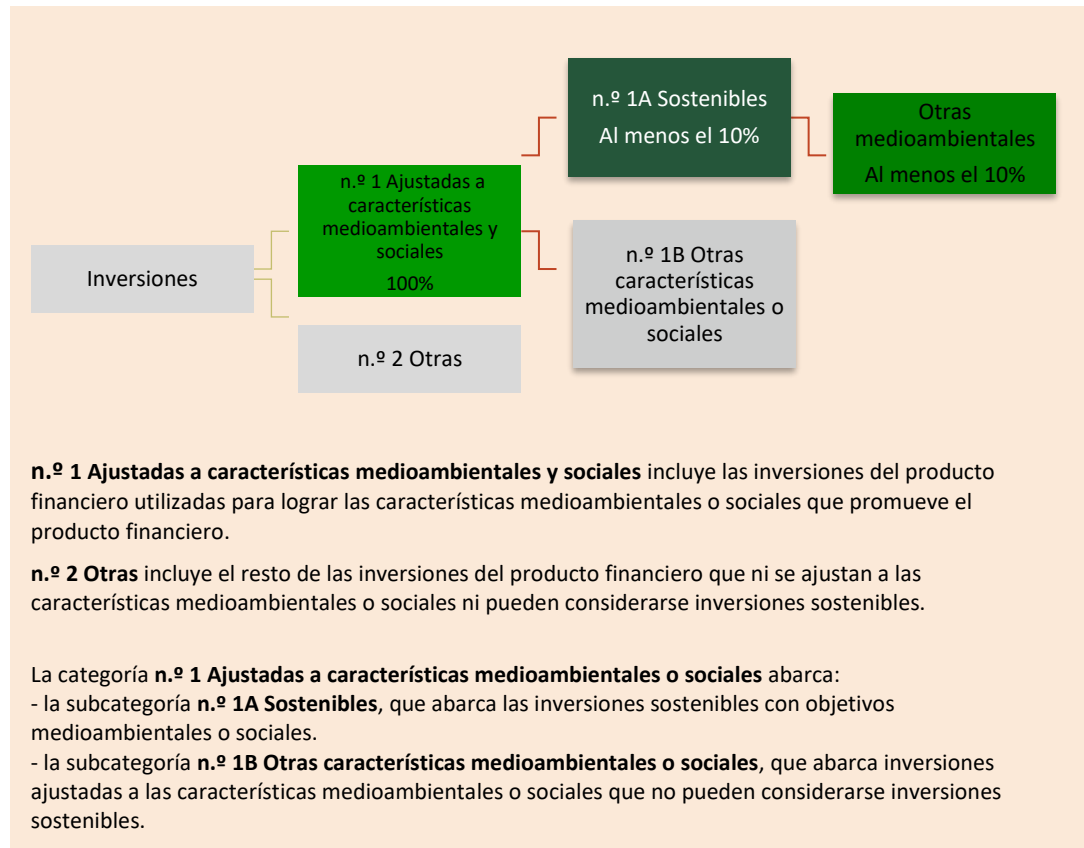 n.º 1A Sostenibles
Al menos el 10%
Otras
medioambientales
Al menos el 10%
n.º 1 Ajustadas a
características
medioambientales y
sociales
100%
n.º 1B Otras
características
medioambientales o
sociales
Inversiones
n.º 2 Otras
n.º 1 Ajustadas a características medioambientales y sociales incluye las inversiones del producto
financiero utilizadas para lograr las características medioambientales o sociales que promueve el
producto financiero.
n.º 2 Otras incluye el resto de las inversiones del producto financiero que ni se ajustan a las
características medioambientales o sociales ni pueden considerarse inversiones sostenibles.
La categoría n.º 1 Ajustadas a características medioambientales o sociales abarca:
- la subcategoría n.º 1A Sostenibles, que abarca las inversiones sostenibles con objetivos
medioambientales o sociales.
- la subcategoría n.º 1B Otras características medioambientales o sociales, que abarca inversiones
ajustadas a las características medioambientales o sociales que no pueden considerarse inversiones
sostenibles.